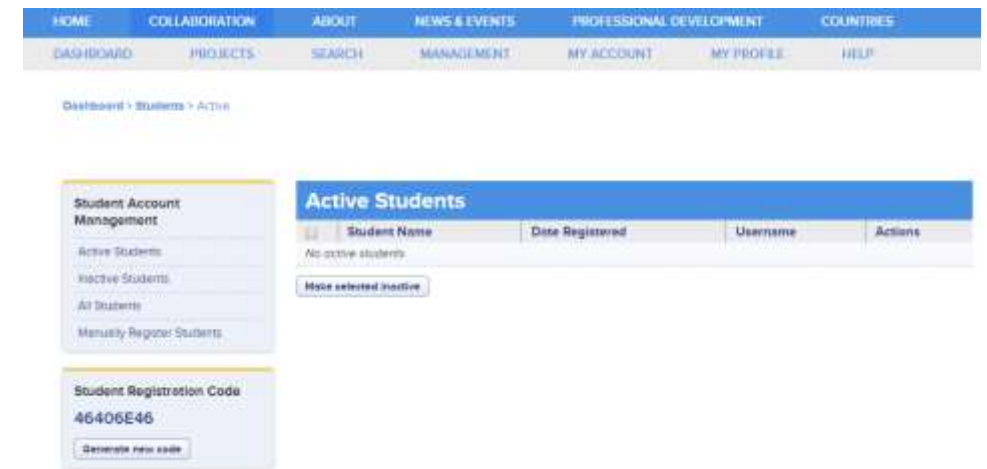 HOME COLLABORATION ABOUT NEWS & EVENTS PROFESSIONAL DEVELOPMENT COUNTRIES
DASHBOARD PROJECTS SEARCH MANAGEMENT MY ACCOUNT MY PROFILE HELP
Dashboard > Students > Active
Student Account
Management
Active Students
Inactive Students
All Students
Manually Register Students
Student Registration Code
46406E46
Generate new code
Active Students
Student Name Date Registered Username Actions
No active students
Make selected inactive